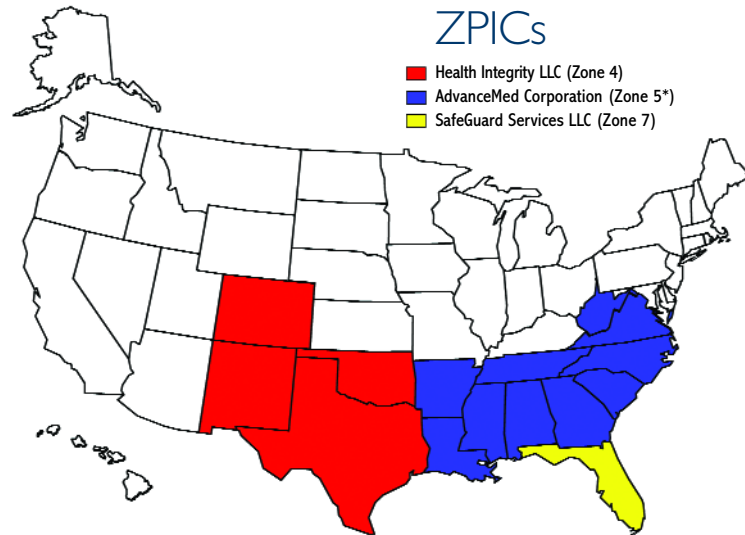 ZPICs
Health Integrity LLC (Zone 4)
AdvanceMed Corporation (Zone 5*)
SafeGuard Services LLC (Zone 7)